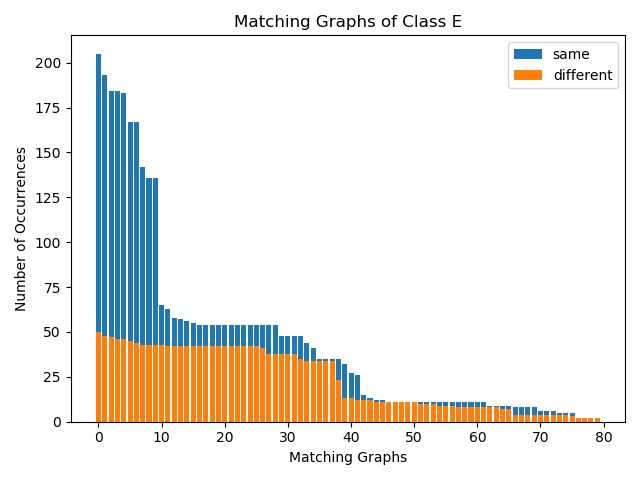 Matching Graphs of Class E
same
different
Number of Occurrences
200
175
150
125
100
75
50
25
0
0 10 20 30 40 50 60 70 80
Matching Graphs